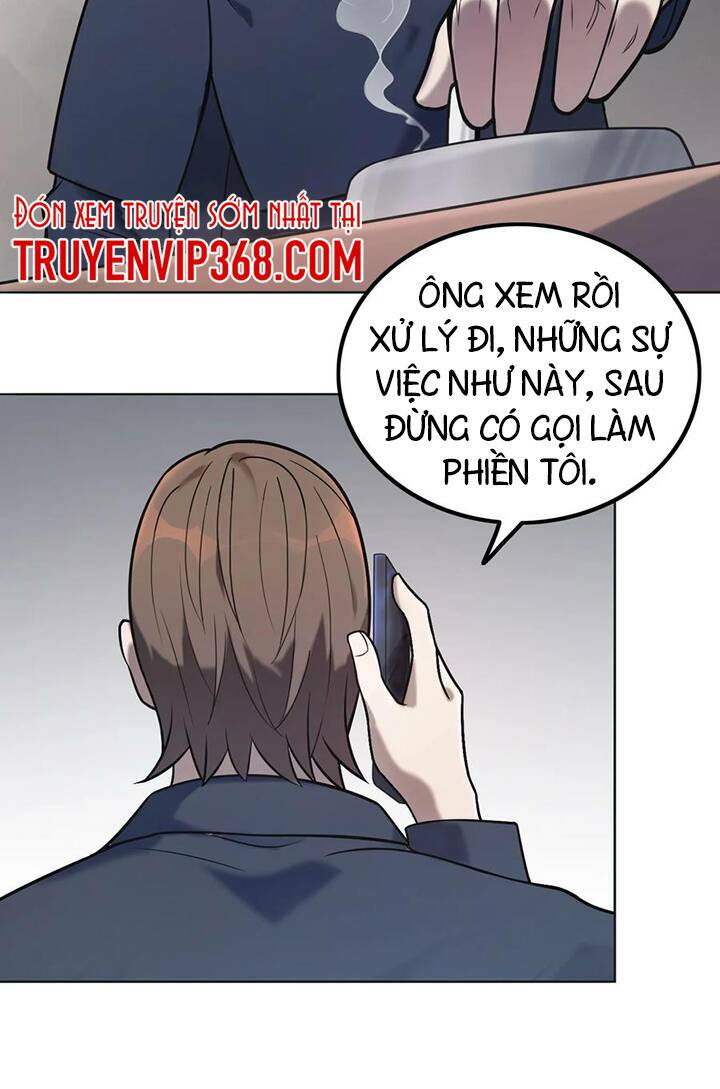 ĐÓN XEM TRUYỆN SỚM NHẤT TẠI
TRUYENVIP368.COM
ÔNG XEM RỒI
XỬ LÝ ĐI, NHỮNG SỰ
VIỆC NHƯ NÀY, SAU
ĐỪNG CÓ GỌI LÀM
PHIỀN TÔI.